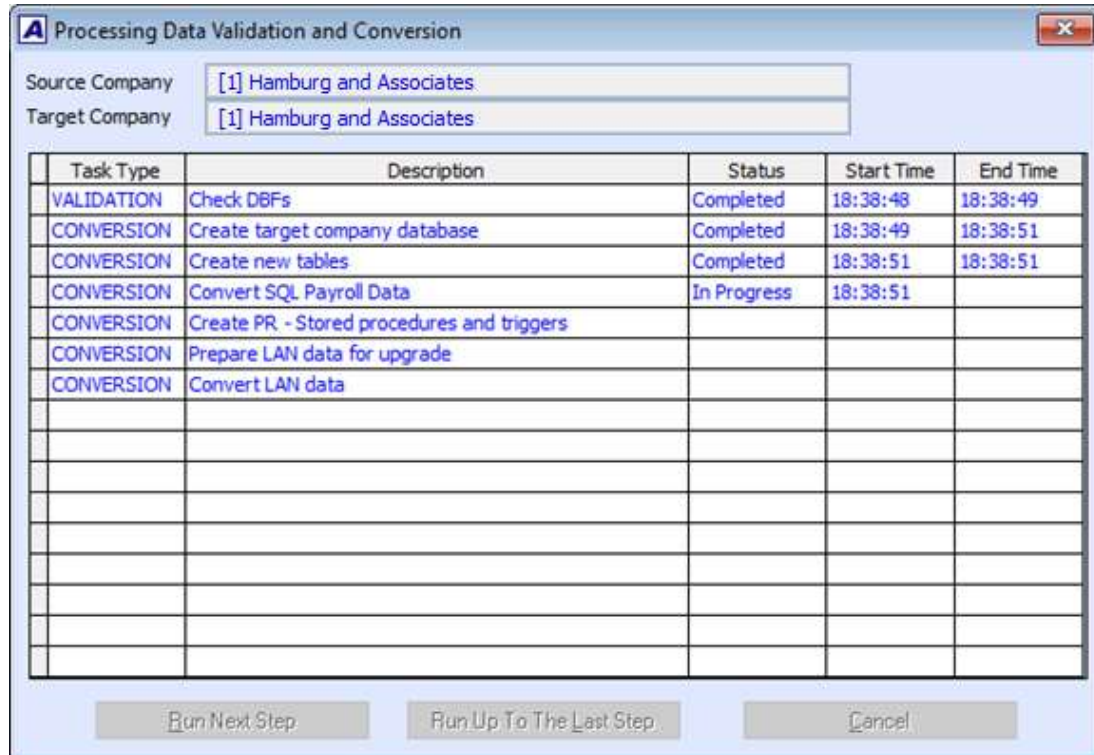 A Processing Data Validation and Conversion
Source Company [1] Hamburg and Associates
Target Company [1] Hamburg and Associates
Task Type Description Status Start Time End Time
VALIDATION Check DBFs Completed 18:38:48 18:38:49
CONVERSION Create target company database Completed 18:38:49 18:38:51
CONVERSION Create new tables Completed 18:38:51 18:38:51
CONVERSION Convert SQL Payroll Data In Progress 18:38:51
CONVERSION Create PR - Stored procedures and triggers
CONVERSION Prepare LAN data for upgrade
CONVERSION Convert LAN data
Run Next Step Run Up To The Last Step Cancel